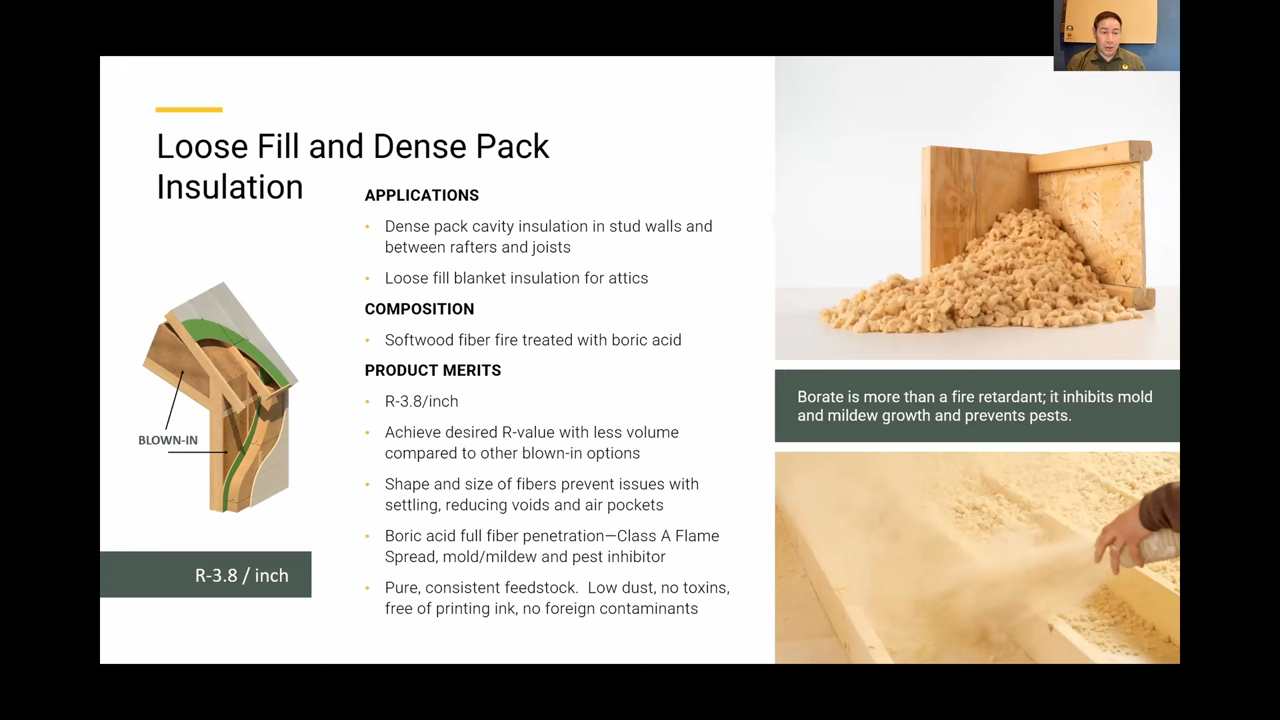 Loose Fill and Dense Pack
Insulation
APPLICATIONS
• Dense pack cavity insulation in stud walls and
between rafters and joists
• Loose fill blanket insulation for attics
COMPOSITION
• Softwood fiber fire treated with boric acid
PRODUCT MERITS
• R-3.8/inch
• Achieve desired R-value with less volume
compared to other blown-in options
• Shape and size of fibers prevent issues with
settling, reducing voids and air pockets
• Boric acid full fiber penetration—Class A Flame
Spread, mold/mildew and pest inhibitor
• Pure, consistent feedstock.  Low dust, no toxins,
free of printing ink, no foreign contaminants
BLOWN-IN
R-3.8 / inch
Borate is more than a fire retardant; it inhibits mold
and mildew growth and prevents pests.